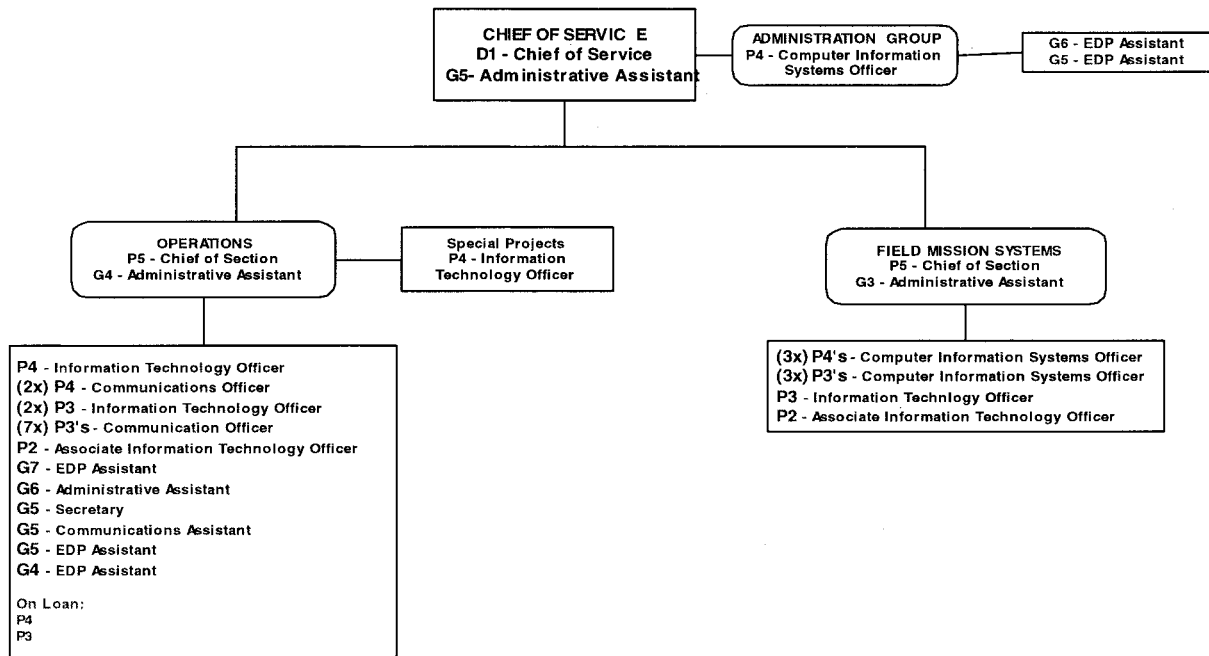 CHIEF OF SERVIC E
D1 - Chief of Service
G5- Administrative Assistant
ADMINISTRATION GROUP
P4 - Computer Information
Systems Officer
G6 - EDP Assistant
G5 - EDP Assistant
OPERATIONS
P5 - Chief of Section
G4 - Administrative Assistant
Special Projects
P4 - Information
Technology Officer
FIELD MISSION SYSTEMS
P5 - Chief of Section
G3 - Administrative Assistant
P4 - Information Technology Officer
(2x) P4 - Communications Officer
(2x) P3 - Information Technology Officer
(7x) P3's - Communication Officer
P2 - Associate Information Technology Officer
G7 - EDP Assistant
G6 - Administrative Assistant
G5 - Secretary
G5 - Communications Assistant
G5 - EDP Assistant
G4 - EDP Assistant
On Loan:
P4
P3
(3x) P4's - Computer Information Systems Officer
(3x) P3's - Computer Information Systems Officer
P3 - Information Technology Officer
P2 - Associate Information Technology Officer